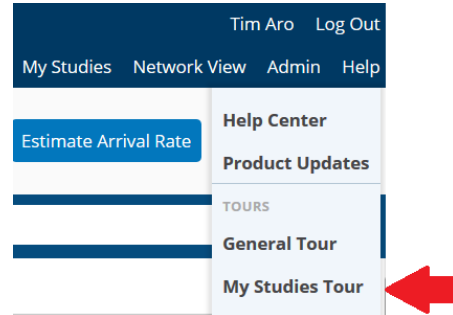 Tim Aro Log Out
My Studies Network View Admin Help
Estimate Arrival Rate
Help Center
Product Updates
TOURS
General Tour
My Studies Tour